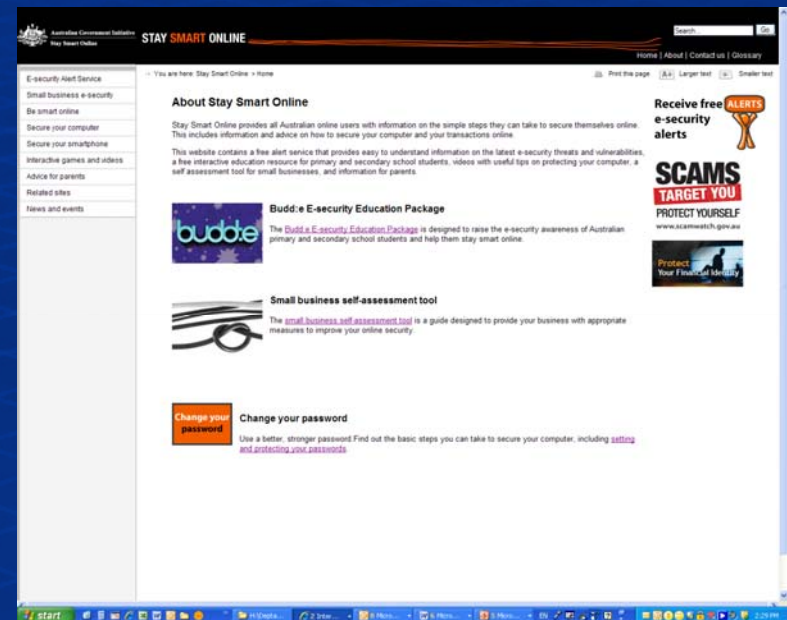 Australian Government Initiative
Stay Smart Online
STAY SMART ONLINE
Search...
Go
Home | About | Contact us | Glossary
You are here: Stay Smart Online > Home
Print this page
A+ Larger text
Smaller text
E-security Alert Service
Small business e-security
Be smart online
Secure your computer
Secure your smartphone
Interactive games and videos
Advice for parents
Related sites
News and events
About Stay Smart Online
Stay Smart Online provides all Australian online users with information on the simple steps they can take to secure themselves online.
This includes information and advice on how to secure your computer and your transactions online.
This website contains a free alert service that provides easy to understand information on the latest e-security threats and vulnerabilities,
a free interactive education resource for primary and secondary school students, videos with useful tips on protecting your computer, a
self assessment tool for small businesses, and information for parents.
budd:e
Budd:e E-security Education Package
The Budd:e E-security Education Package is designed to raise the e-security awareness of Australian
primary and secondary school students and help them stay smart online.
Small business self-assessment tool
The small business self-assessment tool is a guide designed to provide your business with appropriate
measures to improve your online security.
Change your
password
Change your password
Use a better, stronger password.Find out the basic steps you can take to secure your computer, including setting
and protecting your passwords.
Receive free ALERTS
e-security
alerts
SCAMS
TARGET YOU
PROTECT YOURSELF
www.scamwatch.gov.au
Protect
Your Financial Identity
start
H:\Depta...
2 Inter...
8 Micro...
6 Micro...
5 Micro...
EN
2:29 PM